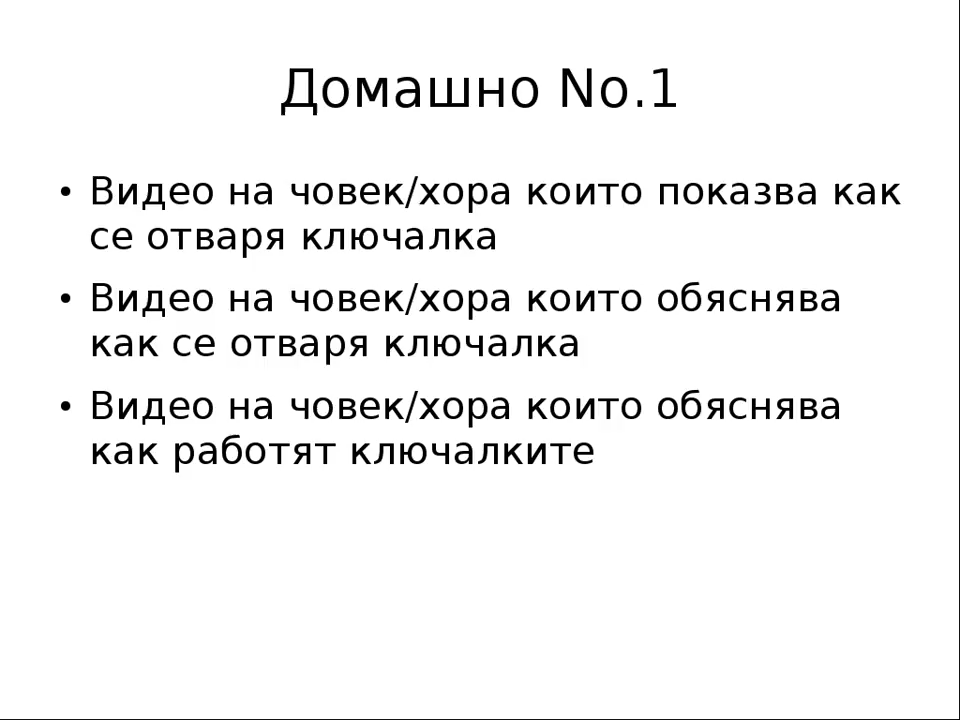 Домашно No.1
• Видео на човек/хора които показва как
се отваря ключалка
• Видео на човек/хора които обяснява
как се отваря ключалка
• Видео на човек/хора които обяснява
как работят ключалките